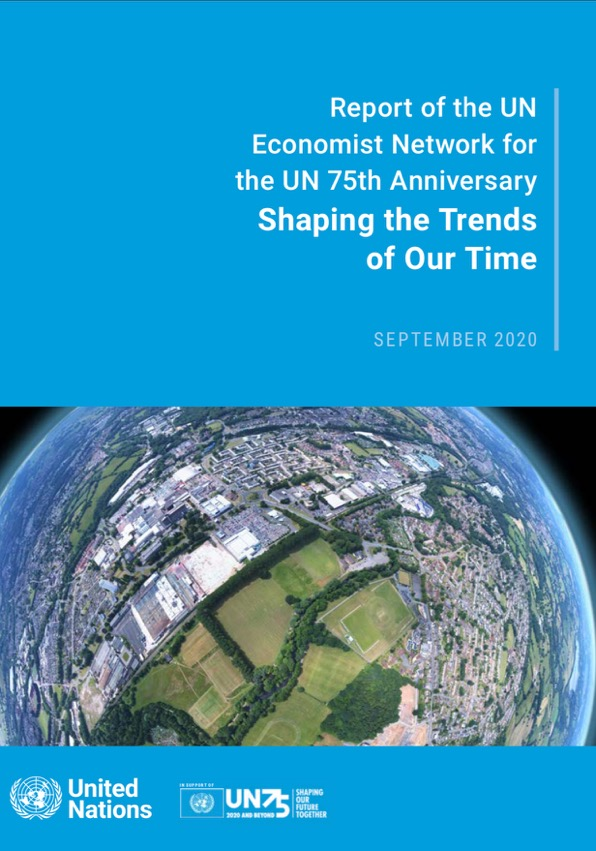 Report of the UN
Economist Network for
the UN 75th Anniversary
Shaping the Trends
of Our Time
SEPTEMBER 2020
United
Nations
IN SUPPORT OF
UN75
2020 AND BEYOND
SHAPING
OUR
FUTURE
TOGETHER